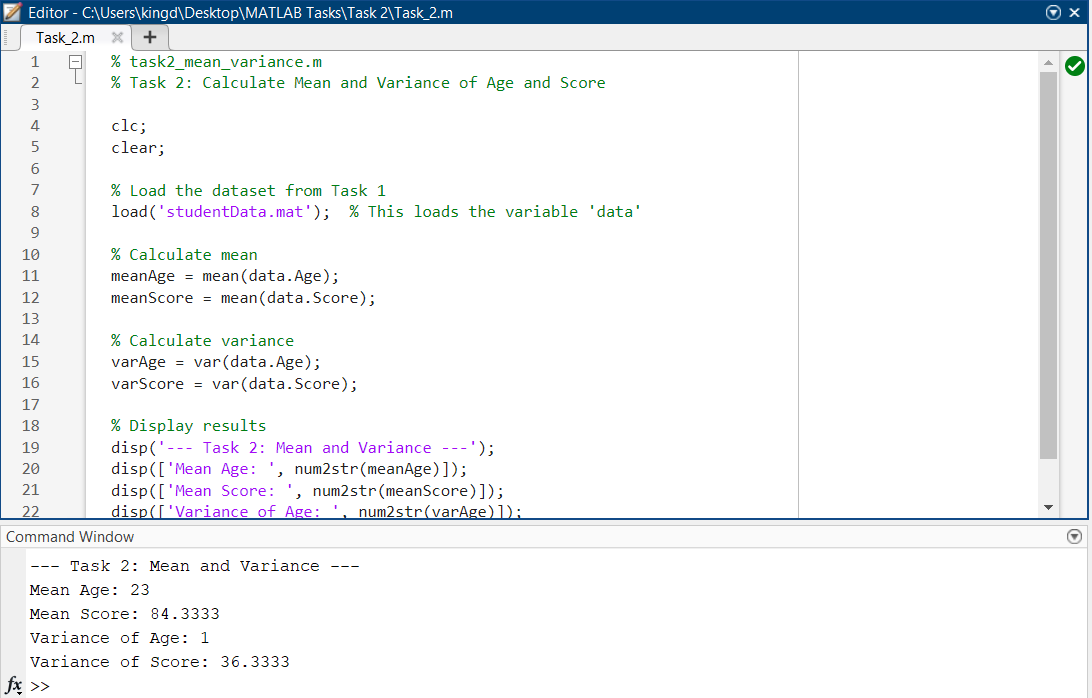 Editor - C:\Users\kingd\Desktop\MATLAB Tasks\Task 2\Task_2.m
Task_2.m
1 % task2_mean_variance.m
2 % Task 2: Calculate Mean and Variance of Age and Score
3
4 clc;
5 clear;
6
7 % Load the dataset from Task 1
8 load('studentData.mat');  % This loads the variable 'data'
9
10 % Calculate mean
11 meanAge = mean(data.Age);
12 meanScore = mean(data.Score);
13
14 % Calculate variance
15 varAge = var(data.Age);
16 varScore = var(data.Score);
17
18 % Display results
19 disp('--- Task 2: Mean and Variance ---');
20 disp(['Mean Age: ', num2str(meanAge)]);
21 disp(['Mean Score: ', num2str(meanScore)]);
22 disp(['Variance of Age: ', num2str(varAge)]);
Command Window
--- Task 2: Mean and Variance ---
Mean Age: 23
Mean Score: 84.3333
Variance of Age: 1
Variance of Score: 36.3333
fx >>